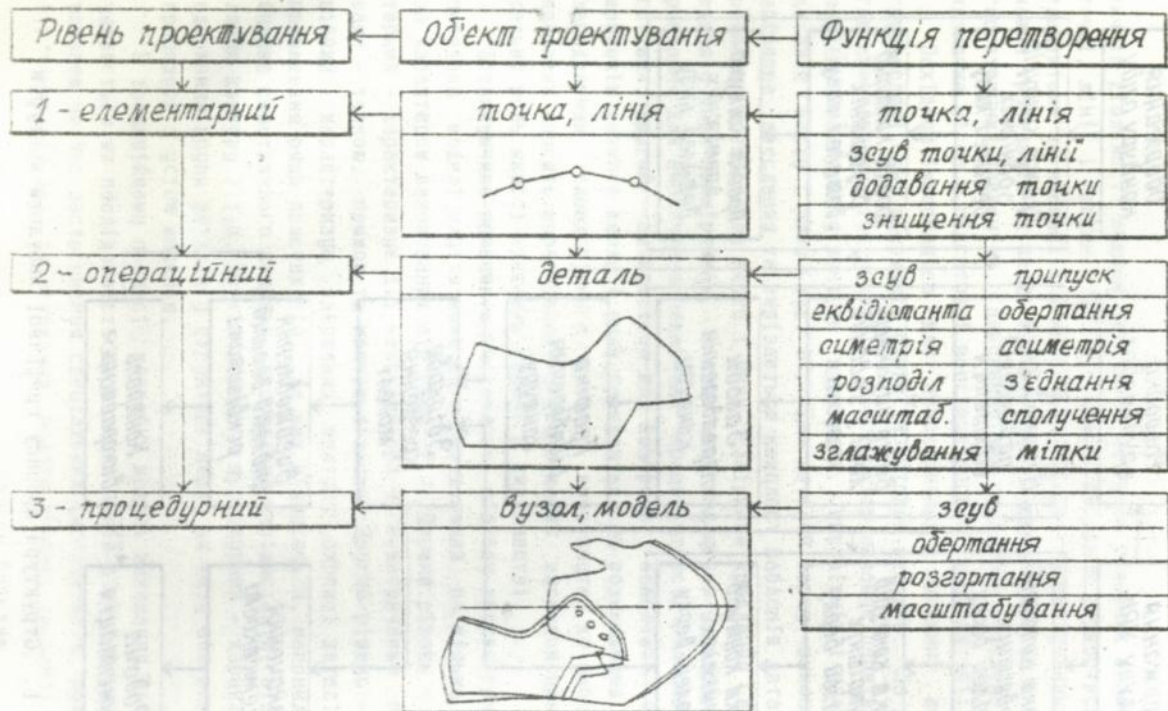 Рівень проектування
Об'єкт проектування
Функція перетворення
1 - елементарний
точка, лінія
точка, лінія
зсув точки, лінії
додавання точки
знищення точки
2 - операційний
деталь
зсув припуск
еквідістанта обертання
симетрія асиметрія
розподіл з'єднання
масштаб. сполучення
зглажування мітки
3 - процедурний
вузол, модель
зсув
обертання
розгортання
масштабування